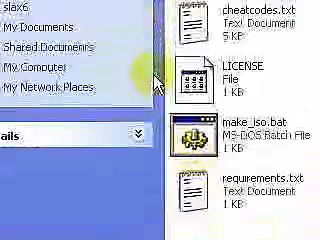 slax6
My Documents
Shared Documents
My Computer
My Network Places
ails
cheatcodes.txt
Text Document
5 KB
LICENSE
File
1 KB
make_iso.bat
MS-DOS Batch File
1 KB
requirements.txt
Text Document
1 KB